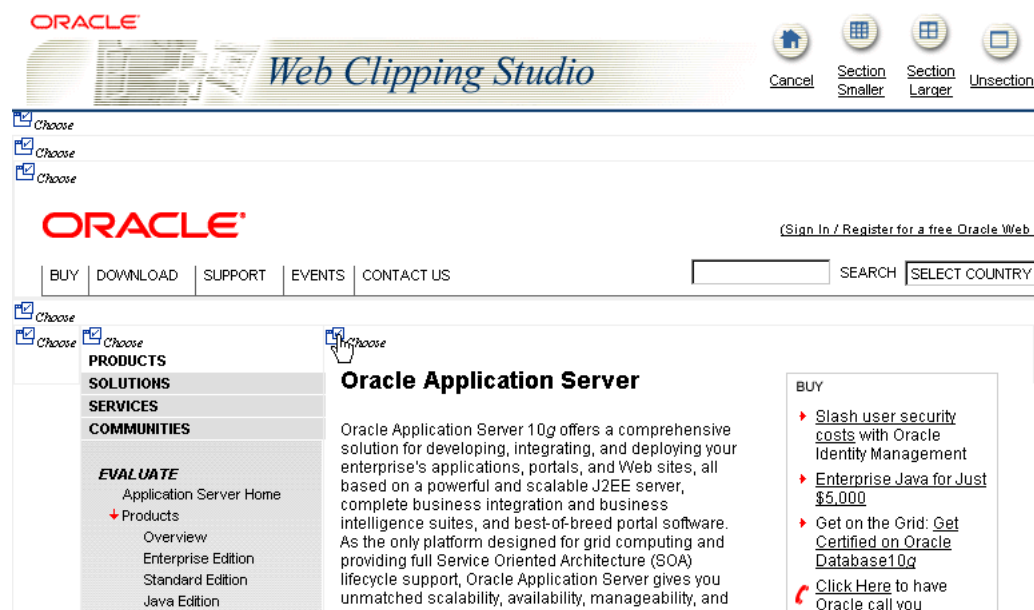 ORACLE
Web Clipping Studio
Cancel
Section Smaller
Section Larger
Unsection
Choose
Choose
Choose
ORACLE
(Sign In / Register for a free Oracle Web
BUY DOWNLOAD SUPPORT EVENTS CONTACT US
SEARCH SELECT COUNTRY
Choose
Choose Choose Choose
PRODUCTS
SOLUTIONS
SERVICES
COMMUNITIES
EVALUATE
Application Server Home
Products
Overview
Enterprise Edition
Standard Edition
Java Edition
Oracle Application Server
Oracle Application Server 10g offers a comprehensive
solution for developing, integrating, and deploying your
enterprise's applications, portals, and Web sites, all
based on a powerful and scalable J2EE server,
complete business integration and business
intelligence suites, and best-of-breed portal software.
As the only platform designed for grid computing and
providing full Service Oriented Architecture (SOA)
lifecycle support, Oracle Application Server gives you
unmatched scalability, availability, manageability, and
BUY
Slash user security
costs with Oracle
Identity Management
Enterprise Java for Just
$5,000
Get on the Grid: Get
Certified on Oracle
Database10g
Click Here to have
Oracle call you